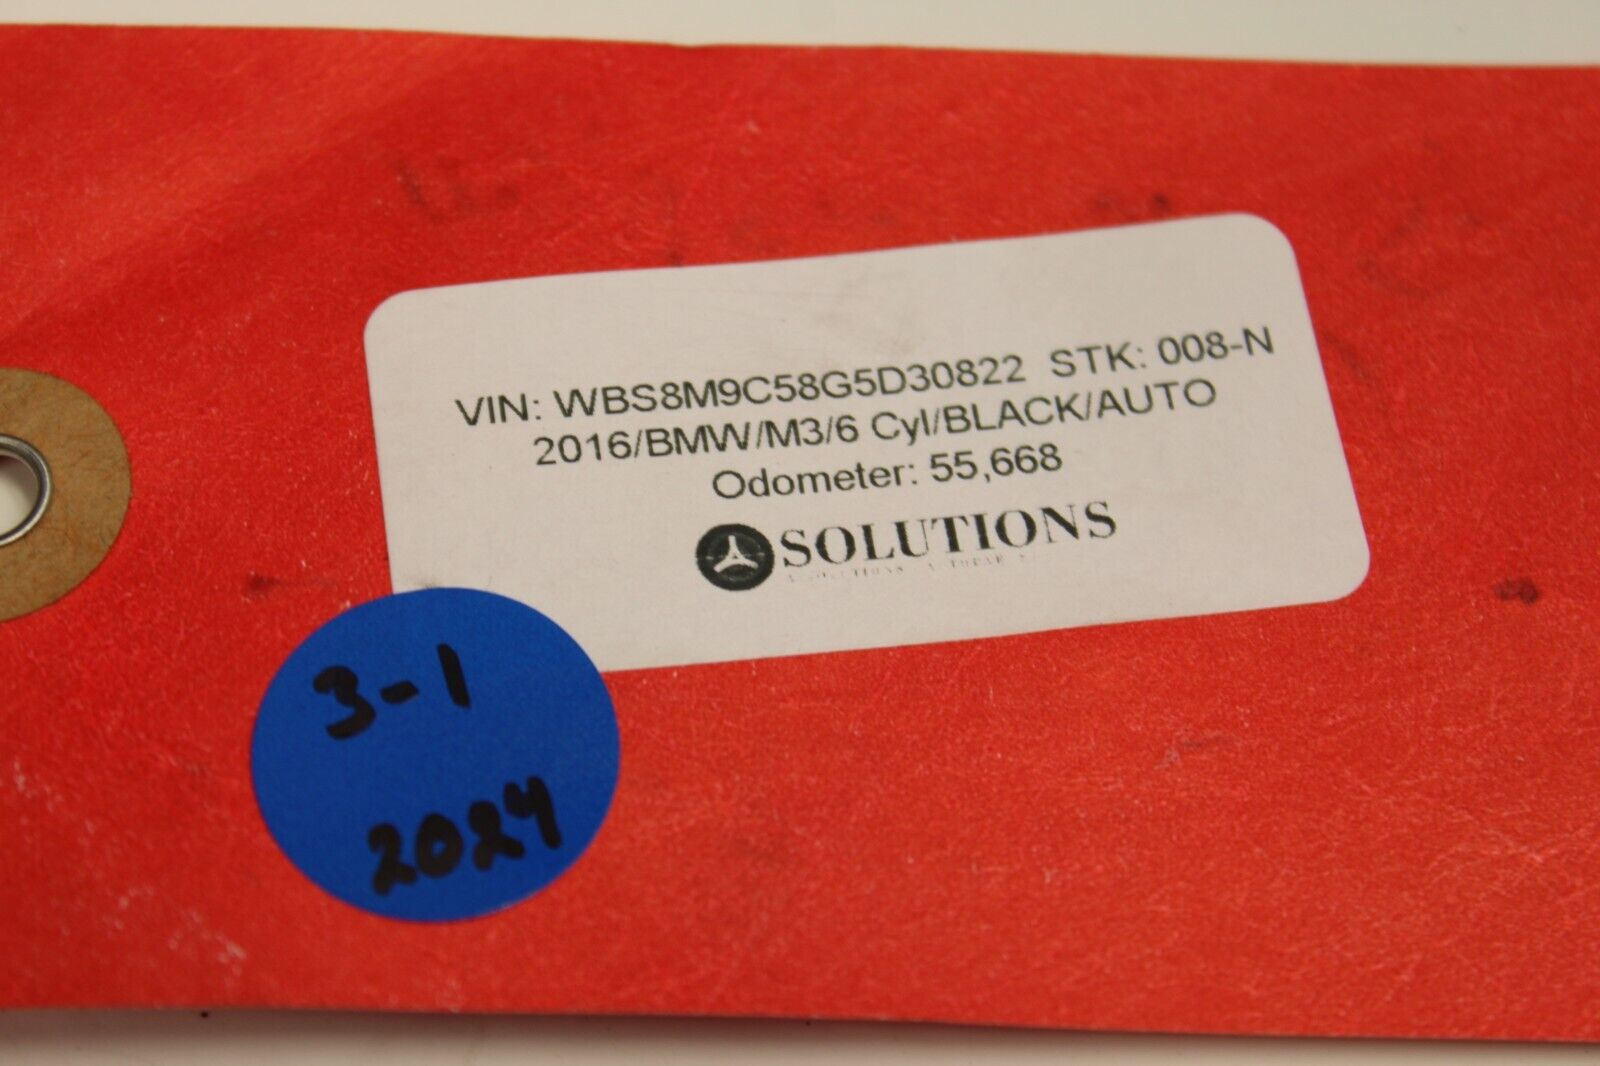 VIN: WBS8M9C58G5D30822 STK: 008-N
2016/BMW/M3/6 Cyl/BLACK/AUTO
Odometer: 55,668
SOLUTIONS
3-1
2024